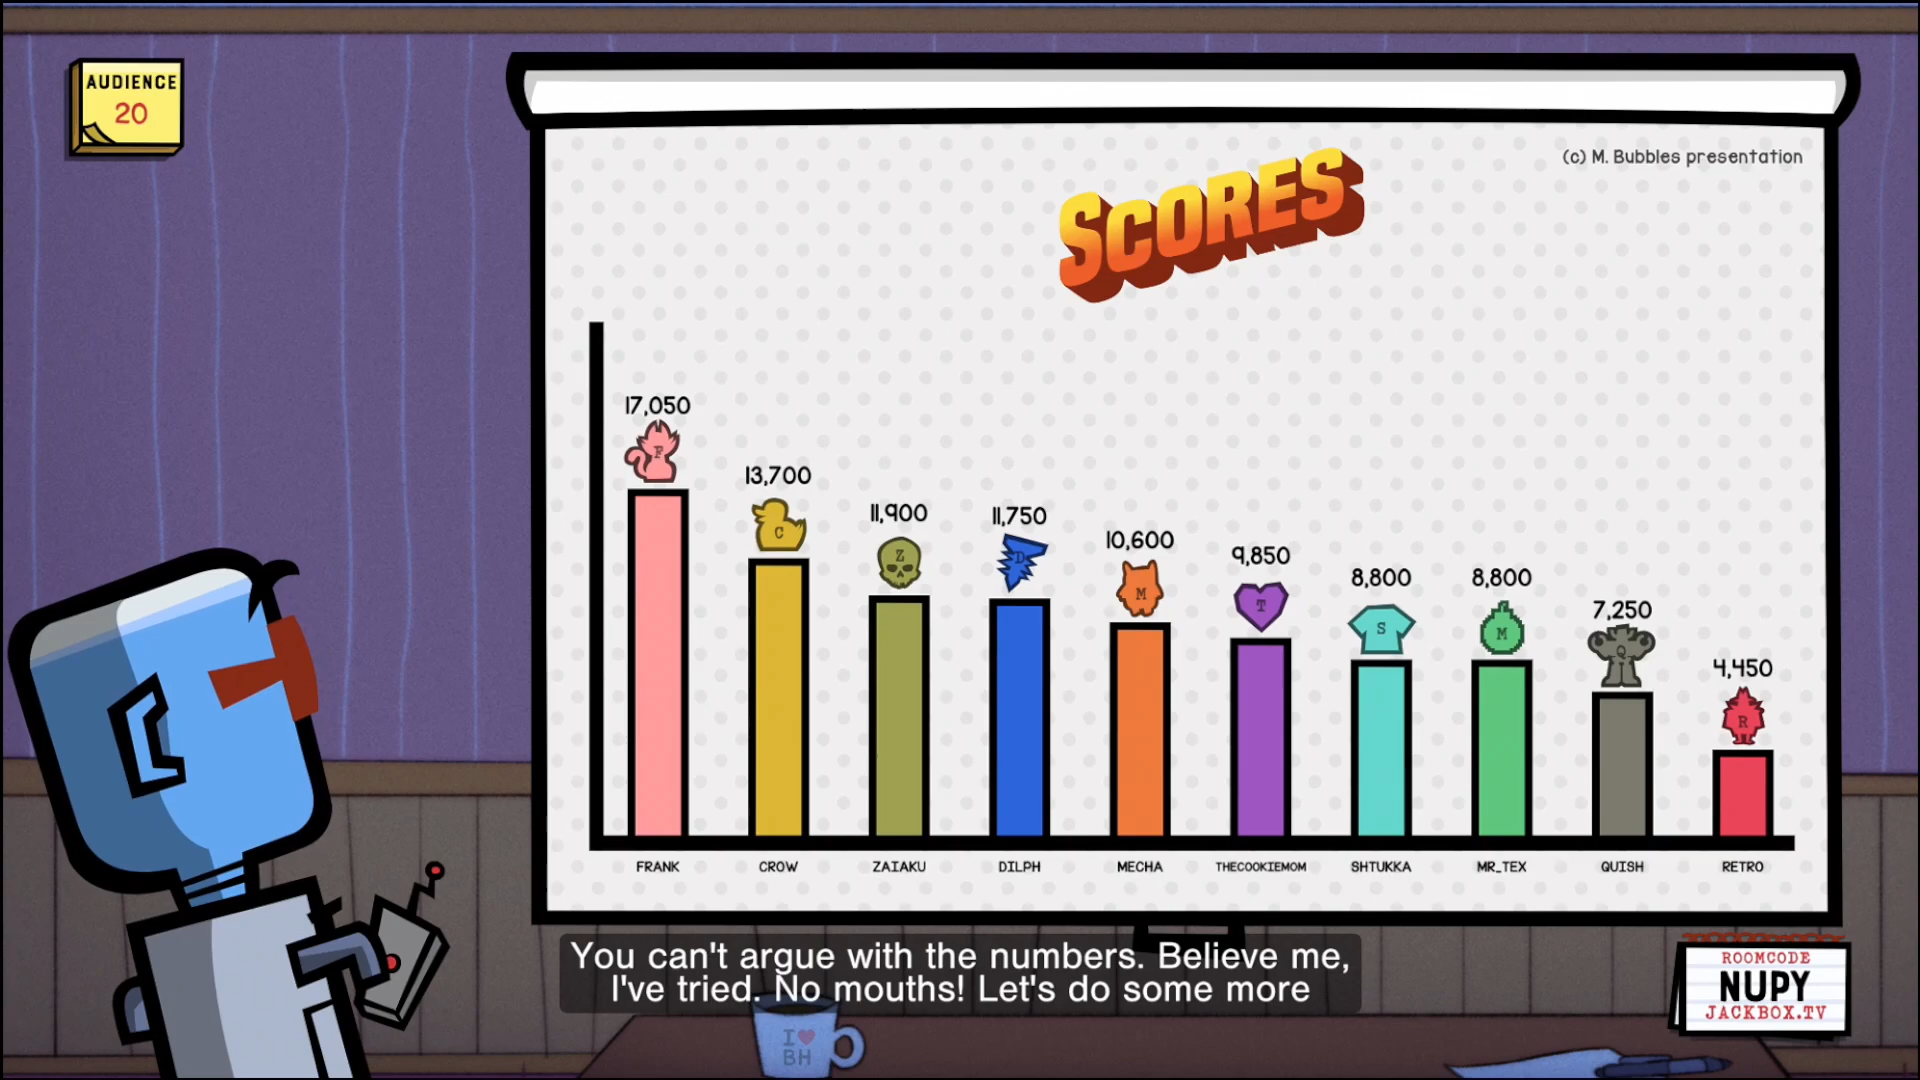 AUDIENCE
20
(c) M. Bubbles presentation
SCORES
17,050
13,700
11,900
11,750
10,600
9,850
8,800
8,800
7,250
4,450
F
C
Z
D
M
T
S
M
Q
R
FRANK
CROW
ZAIAKU
DILPH
MECHA
THECOOKIEMOM
SHTUKKA
MR_TEX
QUISH
RETRO
You can't argue with the numbers. Believe me,
I've tried. No mouths! Let's do some more
I ♥
BH
ROOMCODE
NUPY
JACKBOX.TV